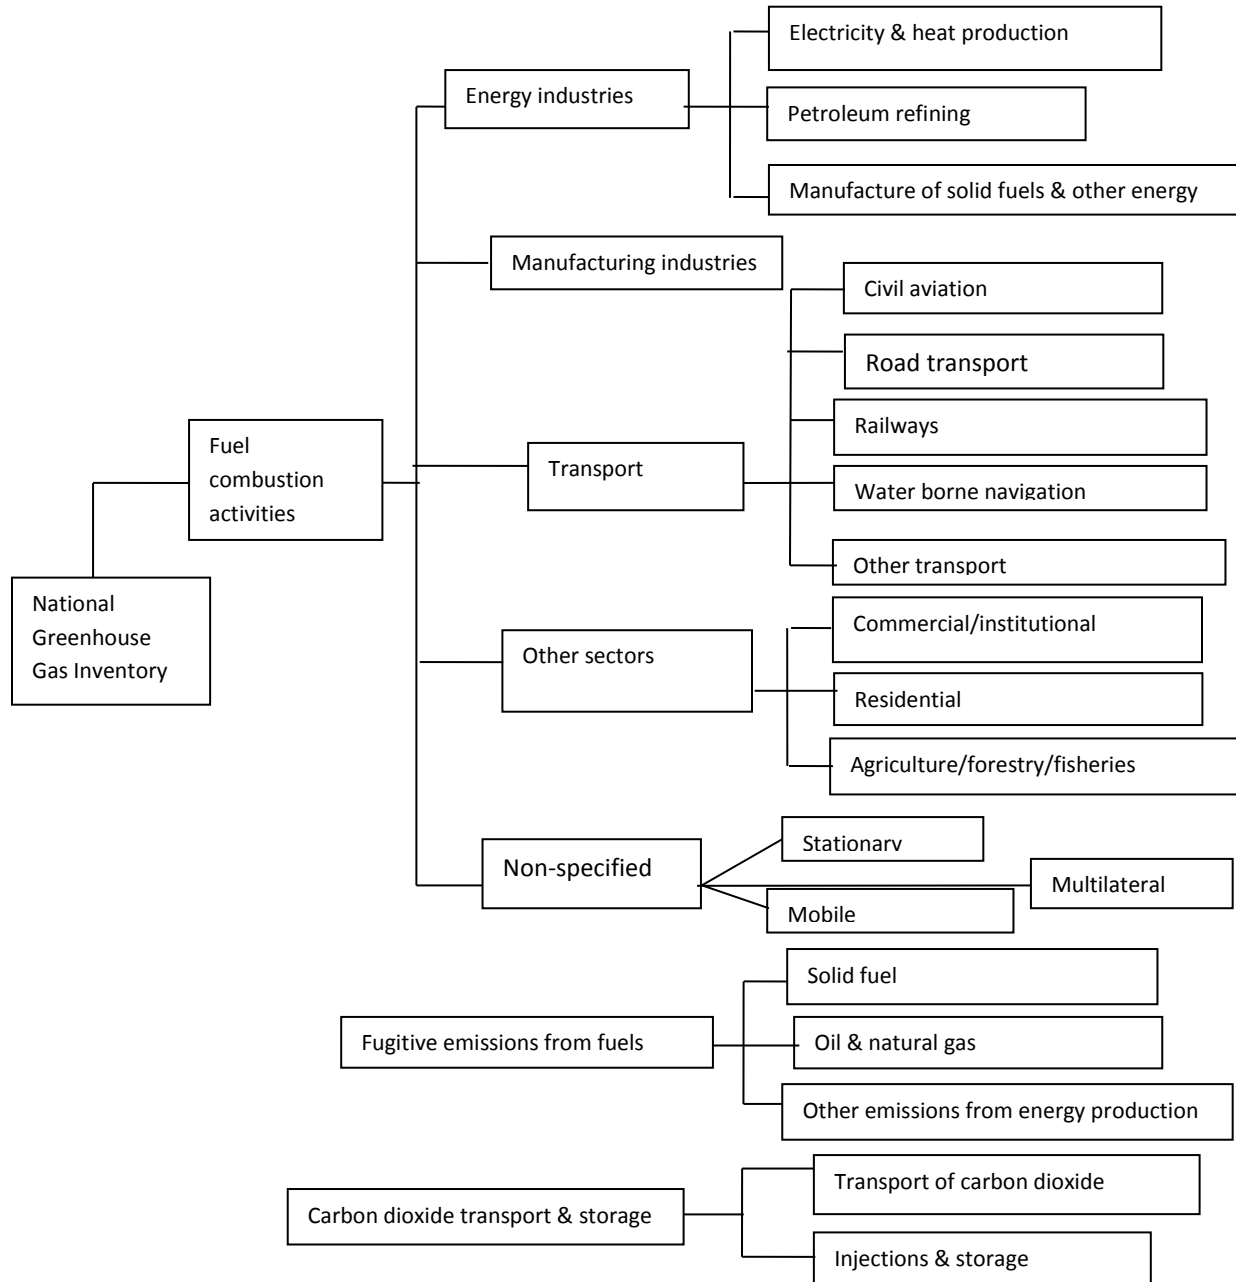 Electricity & heat production
Energy industries
Petroleum refining
Manufacture of solid fuels & other energy
Manufacturing industries
Civil aviation
Road transport
Railways
Fuel
combustion
activities
Transport
Water borne navigation
Other transport
National
Greenhouse
Gas Inventory
Commercial/institutional
Other sectors
Residential
Agriculture/forestry/fisheries
Stationary
Non-specified
Multilateral
Mobile
Solid fuel
Fugitive emissions from fuels
Oil & natural gas
Other emissions from energy production
Transport of carbon dioxide
Carbon dioxide transport & storage
Injections & storage